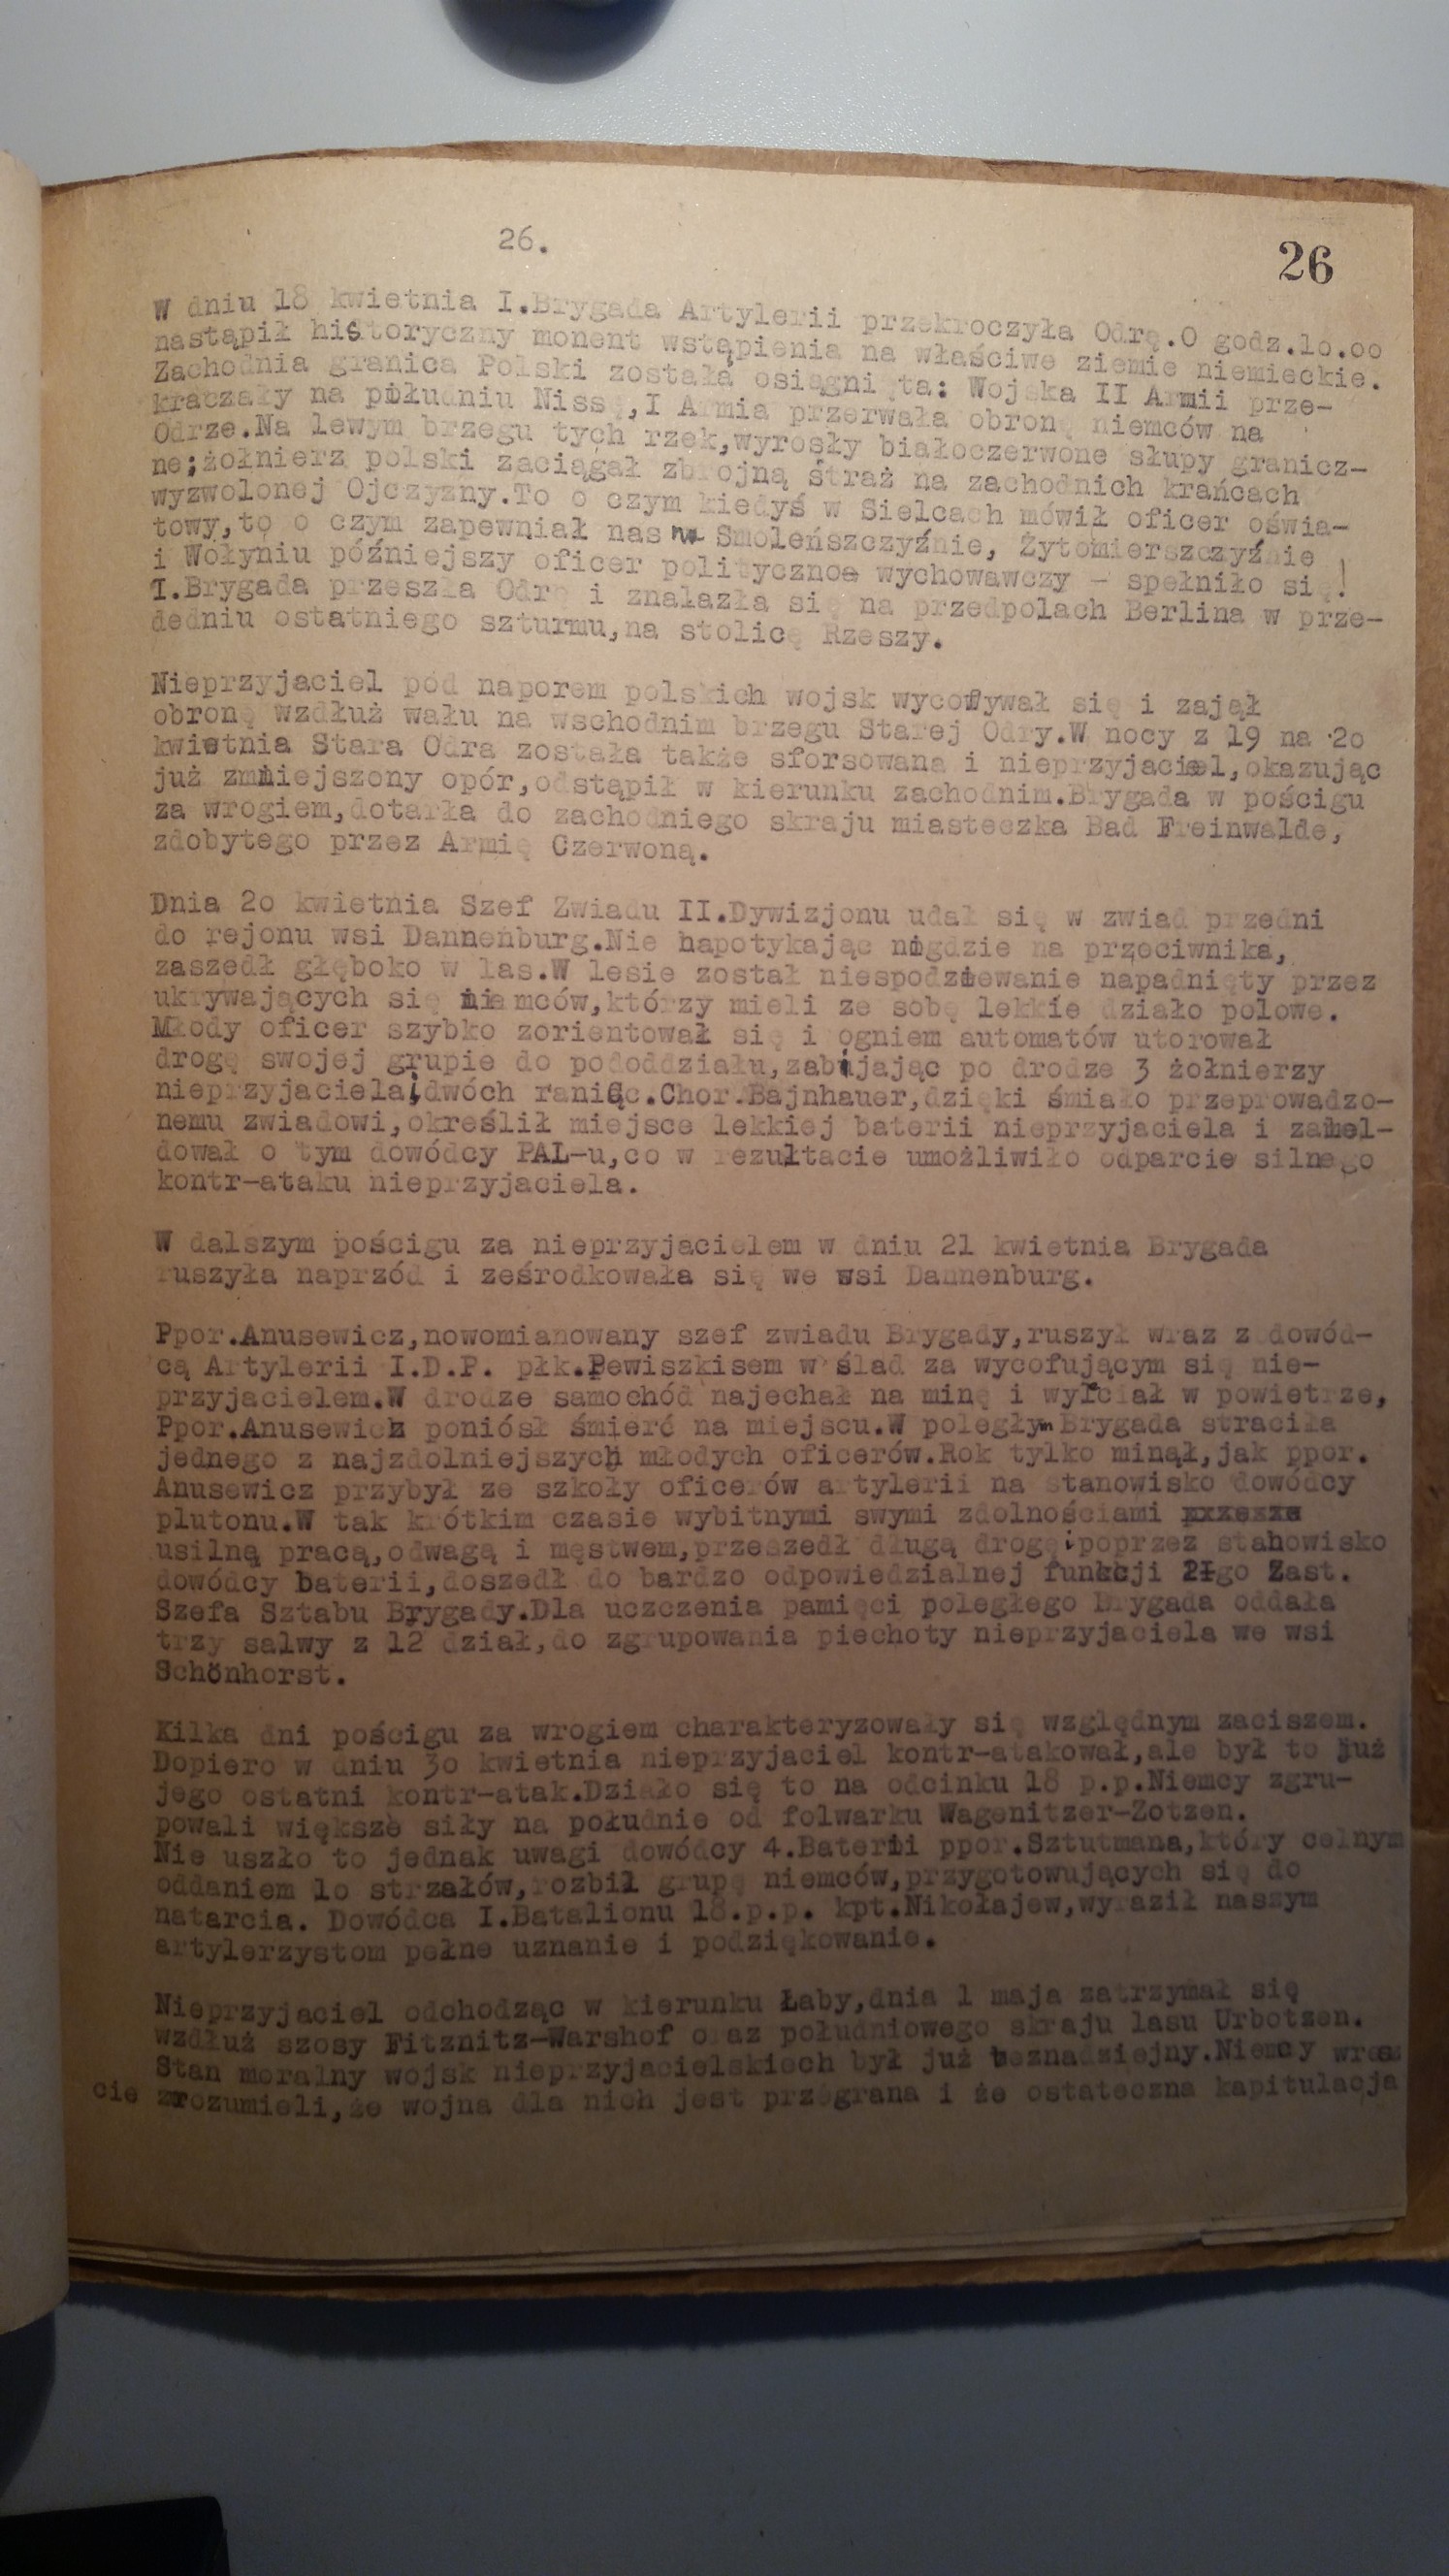 26.
26
W dniu 18 kwietnia I.Brygada Artylerii przekroczyła Odrę.O godz.10.00
nastąpił historyczny monent wstąpienia na właściwe ziemie niemieckie.
Zachodnia granica Polski została osiągnięta: Wojska II Armii prze-
kraczały na południu Nissę,I Armia przerwała obronę niemców na
Odrze.Na lewym brzegu tych rzek,wyrosły białoczerwone słupy granicz-
ne;żołnierz polski zaciągał zbrojną straż na zachodnich krańcach
wyzwolonej Ojczyzny.To o czym kiedyś w Sielcach mówił oficer oświa-
towy,to o czym zapewniał nas na Smoleńszczyźnie, Żytomierszczyźnie
i Wołyniu późniejszy oficer polityczno wychowawczy - spełniło się!
I.Brygada przeszła Odrę i znalazła się na przedpolach Berlina w prze-
dedniu ostatniego szturmu,na stolicę Rzeszy.
Nieprzyjaciel pod naporem polskich wojsk wycofywał się i zajął
obronę wzdłuż wału na wschodnim brzegu Starej Odry.W nocy z 19 na 20
kwietnia Stara Odra została także sforsowana i nieprzyjaciel,okazując
już zmniejszony opór,odstąpił w kierunku zachodnim.Brygada w pościgu
za wrogiem,dotarła do zachodniego skraju miasteczka Bad Freinwalde,
zdobytego przez Armię Czerwoną.
Dnia 20 kwietnia Szef Zwiadu II.Dywizjonu udał się w zwiad przedni
do rejonu wsi Dannenburg.Nie napotykając nigdzie na przeciwnika,
zaszedł głęboko w las.W lesie został niespodziewanie napadnięty przez
ukrywających się niemców,którzy mieli ze sobę lekkie działo polowe.
Młody oficer szybko zorientował się i ogniem automatów utorował
drogę swojej grupie do pododdziału,zabijając po drodze 3 żołnierzy
nieprzyjaciela i dwóch raniąc.Chor.Bajnhauer,dzięki śmiało przeprowadzo-
nemu zwiadowi,określił miejsce lekkiej baterii nieprzyjaciela i zamel-
dował o tym dowódcy PAL-u,co w rezultacie umożliwiło odparcie silnego
kontr-ataku nieprzyjaciela.
W dalszym pościgu za nieprzyjacielem w dniu 21 kwietnia Brygada
ruszyła naprzód iześrodkowała się we wsi Dannenburg.
Ppor.Anusewicz,nowomianowany szef zwiadu Brygady,ruszył wraz z dowód-
cą Artylerii I.D.P. płk.Pewiszkisem w ślad za wycofującym się nie-
przyjacielem.W drodze samochód najechał na minę i wyleciał w powietrze,
Ppor.Anusewicz poniósł śmierć na miejscu.W poległym Brygada straciła
jednego z najzdolniejszych młodych oficerów.Rok tylko minął,jak ppor.
Anusewicz przybył ze szkoły oficerów artylerii na stanowisko dowódcy
plutonu.W tak krótkim czasie wybitnymi swymi zdolnościami
usilną pracą,odwagą i męstwem,przeszedł długą drogę i poprzez stanowisko
dowódcy baterii,doszedł do bardzo odpowiedzialnej funkcji 2-go Zast.
Szefa Sztabu Brygady.Dla uczczenia pamięci poległego Brygada oddała
trzy salwy z 12 dział,do zgrupowania piechoty nieprzyjaciela we wsi
Schönhorst.
Kilka dni pościgu za wrogiem charakteryzowały się względnym zaciszem.
Dopiero w dniu 30 kwietnia nieprzyjaciel kontr-atakował,ale był to już
jego ostatni kontr-atak.Działo się to na odcinku 18 p.p.Niemcy zgru-
powali większe siły na południe od folwarku Wagenitzer-Zotzen.
Nie uszło to jednak uwagi dowódcy 4.Baterii ppor.Sztutmana,który celnym
oddaniem 10 strzałów,rozbił grupę niemców,przygotowujących się do
natarcia. Dowódca I.Batalionu 18.p.p. kpt.Nikołajew,wyraził naszym
artylerzystom pełne uznanie i podziękowanie.
Nieprzyjaciel odchodząc w kierunku Łaby,dnia 1 maja zatrzymał się
wzdłuż szosy Fitznitz-Warshof oraz południowego skraju lasu Urbotzen.
Stan moralny wojsk nieprzyjacielskiech był już beznadziejny.Niemcy wresz
cie zrozumieli,że wojna dla nich jest przegrana i że ostateczna kapitulacja